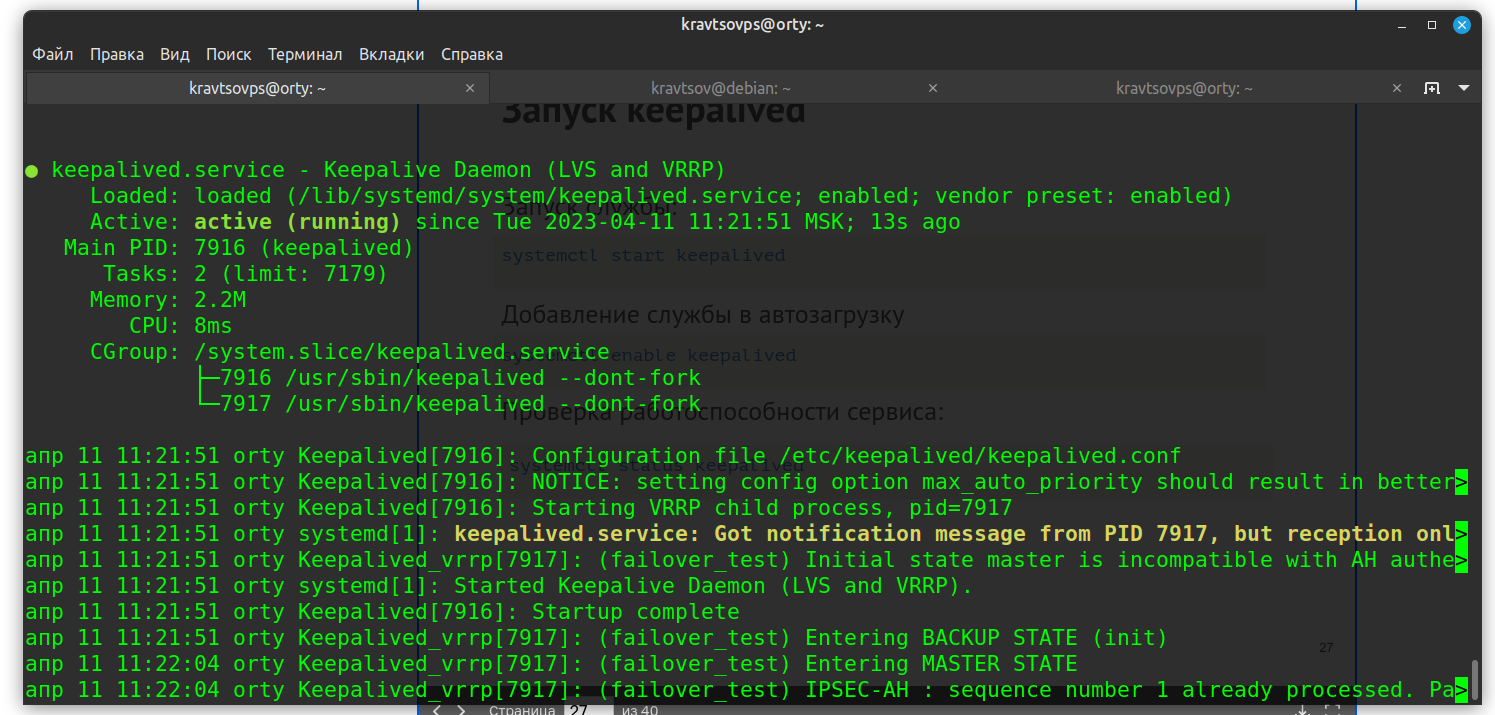 kravtsovps@orty: ~
Файл Правка Вид Поиск Терминал Вкладки Справка
kravtsovps@orty: ~ × kravtsov@debian: ~ × kravtsovps@orty: ~ ×
Запуск keepalived
● keepalived.service - Keepalive Daemon (LVS and VRRP)
Loaded: loaded (/lib/systemd/system/keepalived.service; enabled; vendor preset: enabled)
Запуск службы:
Active: active (running) since Tue 2023-04-11 11:21:51 MSK; 13s ago
Main PID: 7916 (keepalived)
systemctl start keepalived
Tasks: 2 (limit: 7179)
Memory: 2.2M
Добавление службы в автозагрузку
CPU: 8ms
CGroup: /system.slice/keepalived.service
systemctl enable keepalived
├─7916 /usr/sbin/keepalived --dont-fork
└─7917 /usr/sbin/keepalived --dont-fork
Проверка работоспособности сервиса:
апр 11 11:21:51 orty Keepalived[7916]: Configuration file /etc/keepalived/keepalived.conf
systemctl status keepalived
апр 11 11:21:51 orty Keepalived[7916]: NOTICE: setting config option max_auto_priority should result in better>
апр 11 11:21:51 orty Keepalived[7916]: Starting VRRP child process, pid=7917
апр 11 11:21:51 orty systemd[1]: keepalived.service: Got notification message from PID 7917, but reception onl>
апр 11 11:21:51 orty Keepalived_vrrp[7917]: (failover_test) Initial state master is incompatible with AH authe>
апр 11 11:21:51 orty systemd[1]: Started Keepalive Daemon (LVS and VRRP).
апр 11 11:21:51 orty Keepalived[7916]: Startup complete
апр 11 11:21:51 orty Keepalived_vrrp[7917]: (failover_test) Entering BACKUP STATE (init)
27
апр 11 11:22:04 orty Keepalived_vrrp[7917]: (failover_test) Entering MASTER STATE
апр 11 11:22:04 orty Keepalived_vrrp[7917]: (failover_test) IPSEC-AH : sequence number 1 already processed. Pa>
Страница 27 из 40